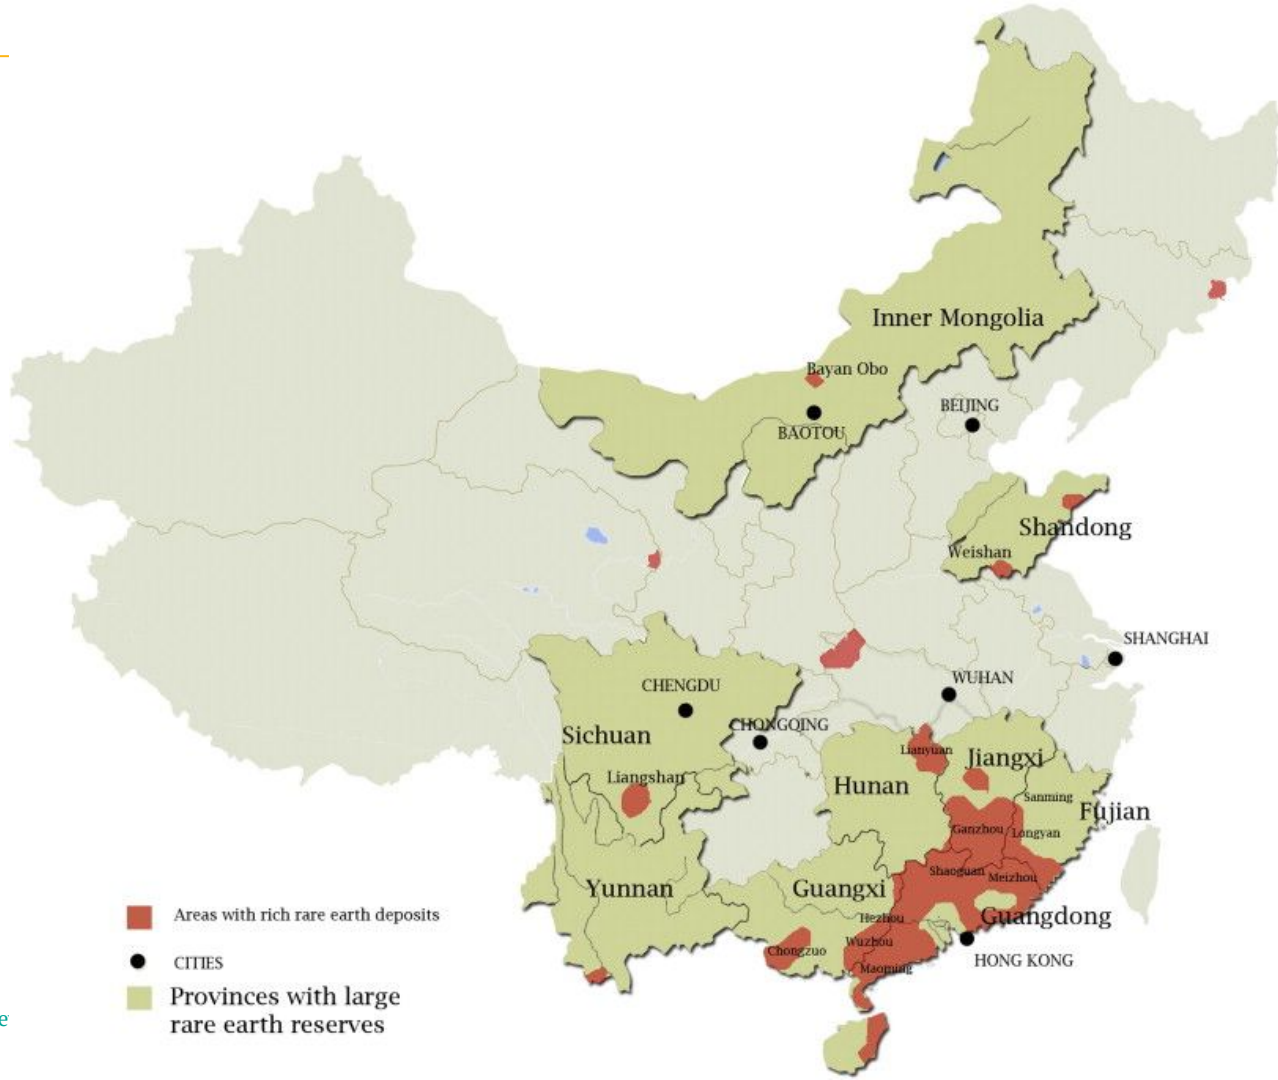 Inner Mongolia
Bayan Obo
BEIJING
BAOTOU
Shandong
Weishan
SHANGHAI
CHENGDU
WUHAN
CHONGQING
Sichuan
Lianyuan
Jiangxi
Liangshan
Hunan
Sanming
Fujian
Ganzhou
Longyan
Shaoguan
Meizhou
Yunnan
Guangxi
Hezhou
Guangdong
Wuzhou
Chongzuo
HONG KONG
Maoming
Areas with rich rare earth deposits
CITIES
Provinces with large
rare earth reserves
e